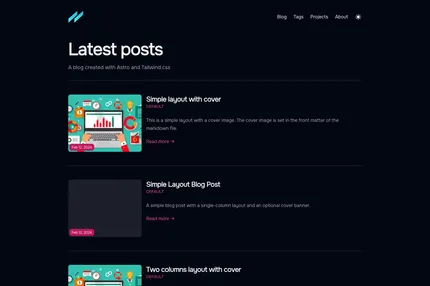 Blog Tags Projects About
Latest posts
A blog created with Astro and Tailwind.css
Simple layout with cover
DEFAULT
This is a simple layout with a cover image. The cover image is set in the front matter of the
markdown file.
Read more →
Feb 12, 2024
Simple Layout Blog Post
DEFAULT
A simple blog post with a single-column layout and an optional cover banner.
Read more →
Feb 12, 2024
Two columns layout with cover
DEFAULT